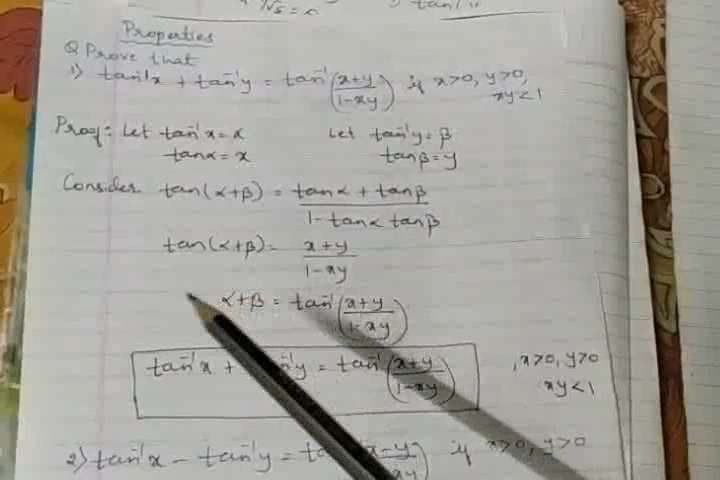 Properties
Q Prove that
1) tan⁻¹x + tan⁻¹y = tan⁻¹((x+y)/(1-xy)) if x>0, y>0, xy<1
Proof: Let tan⁻¹x = α Let tan⁻¹y = β
tanα = x tanβ = y
Consider tan(α+β) = (tanα + tanβ)/(1-tanα tanβ)
tan(α+β) = (x+y)/(1-xy)
α+β = tan⁻¹((x+y)/(1-xy))
tan⁻¹x + n⁻¹y = tan⁻¹((x+y)/(1-xy)) , x>0, y>0
xy<1
2) tan⁻¹x - tan⁻¹y = ta (x-y)/ xy) if x>0, y>0